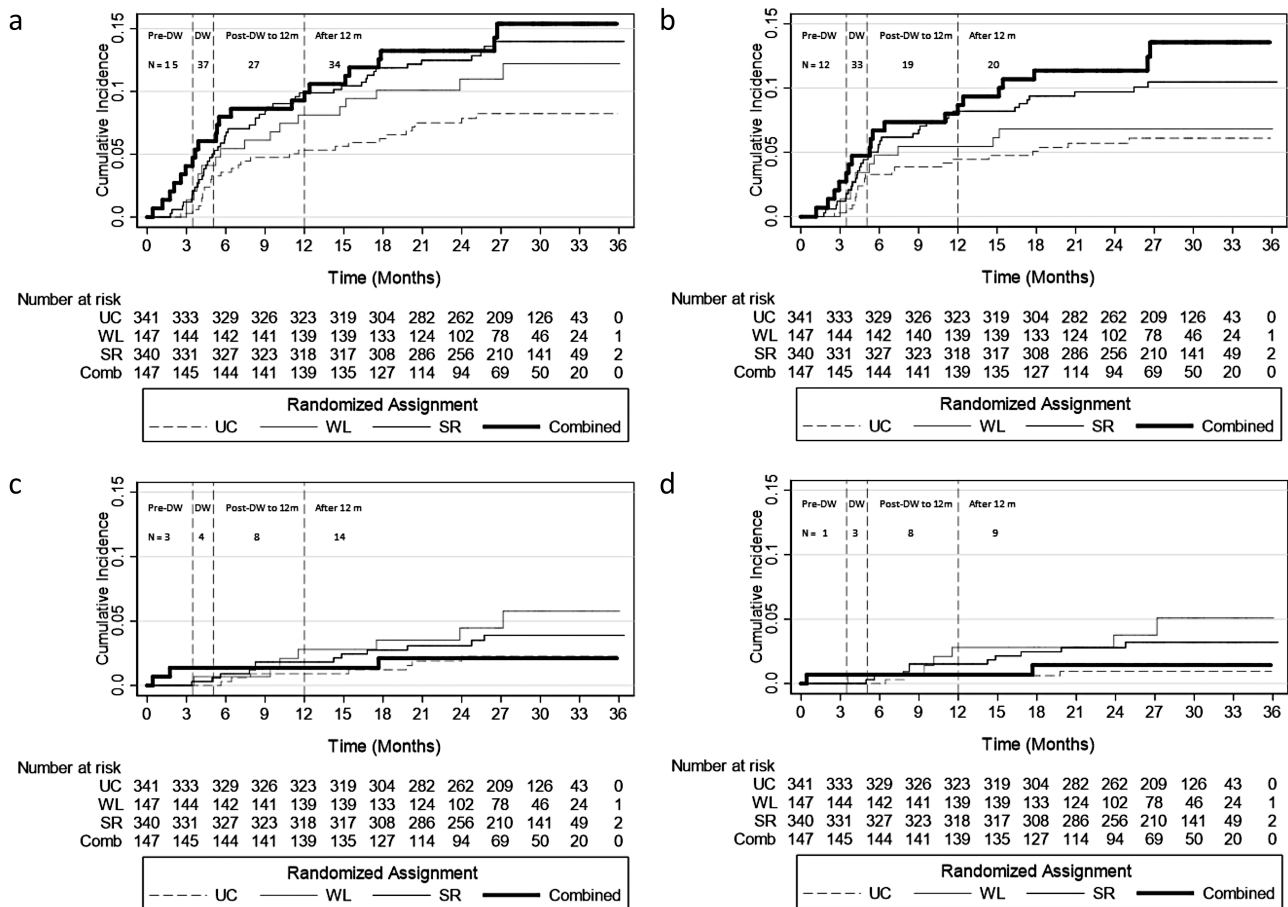 a
Cumulative Incidence
0.15
0.1
0.05
0.0
Pre-DW DW Post-DW to 12m After 12 m
N = 1 5 37 27 34
0 3 6 9 12 15 18 21 24 27 30 33 36
Time (Months)
Number at risk
UC 341 333 329 326 323 319 304 282 262 209 126 43 0
WL 147 144 142 141 139 139 133 124 102 78 46 24 1
SR 340 331 327 323 318 317 308 286 256 210 141 49 2
Comb 147 145 144 141 139 135 127 114 94 69 50 20 0
Randomized Assignment
UC WL SR Combined
b
Cumulative Incidence
0.15
0.1
0.05
0.0
Pre-DW DW Post-DW to 12m After 12 m
N = 12 33 19 20
0 3 6 9 12 15 18 21 24 27 30 33 36
Time (Months)
Number at risk
UC 341 333 329 326 323 319 304 282 262 209 126 43 0
WL 147 144 142 140 139 139 133 124 102 78 46 24 1
SR 340 331 327 323 318 317 308 286 256 210 141 49 2
Comb 147 145 144 141 139 135 127 114 94 69 50 20 0
Randomized Assignment
UC WL SR Combined
c
Cumulative Incidence
0.15
0.1
0.05
0.0
Pre-DW DW Post-DW to 12m After 12 m
N = 3 4 8 14
0 3 6 9 12 15 18 21 24 27 30 33 36
Time (Months)
Number at risk
UC 341 333 329 326 323 319 304 282 262 209 126 43 0
WL 147 144 142 141 139 139 133 124 102 78 46 24 1
SR 340 331 327 323 318 317 308 286 256 210 141 49 2
Comb 147 145 144 141 139 135 127 114 94 69 50 20 0
Randomized Assignment
UC WL SR Combined
d
Cumulative Incidence
0.15
0.1
0.05
0.0
Pre-DW DW Post-DW to 12m After 12 m
N = 1 3 8 9
0 3 6 9 12 15 18 21 24 27 30 33 36
Time (Months)
Number at risk
UC 341 333 329 326 323 319 304 282 262 209 126 43 0
WL 147 144 142 141 139 139 133 124 102 78 46 24 1
SR 340 331 327 323 318 317 308 286 256 210 141 49 2
Comb 147 145 144 141 139 135 127 114 94 69 50 20 0
Randomized Assignment
UC WL SR Combined